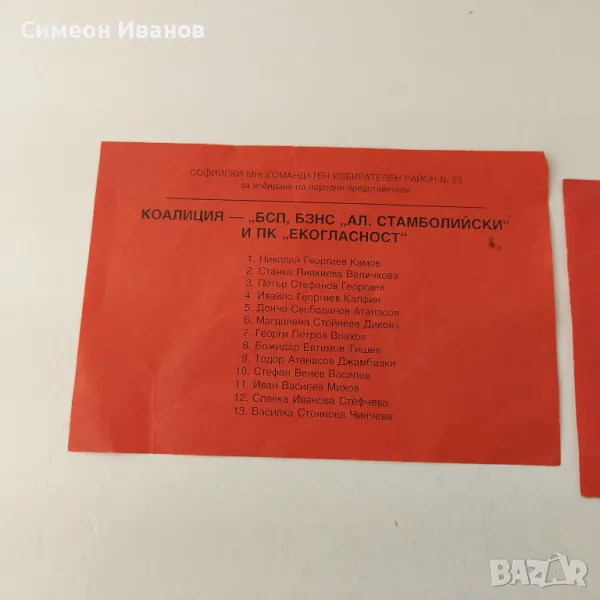 Симеон Иванов
СОФИЙСКИ МНОГОМАНДАТЕН ИЗБИРАТЕЛЕН РАЙОН № 25
за избиране на народни представители
КОАЛИЦИЯ — „БСП, БЗНС „АЛ. СТАМБОЛИЙСКИ“
И ПК „ЕКОГЛАСНОСТ“
1. Николай Георгиев Камов
2. Станка Янакиева Величкова
3. Петър Стефанов Георгиев
4. Ивайло Георгиев Калфин
5. Дончо Свободанов Атанасов
6. Магдалена Стойнева Дикова
7. Георги Петров Влахов
8. Божидар Евтимов Тишев
9. Тодор Атанасов Джамбазки
10. Стефан Венев Василев
11. Иван Василев Михов
12. Славка Иванова Стефчева
13. Василка Стоянова Чинчева
BAZAR
bg